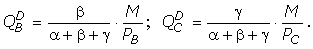 Q_B^D = β/(α+β+γ) · M/P_B; Q_C^D = γ/(α+β+γ) · M/P_C.